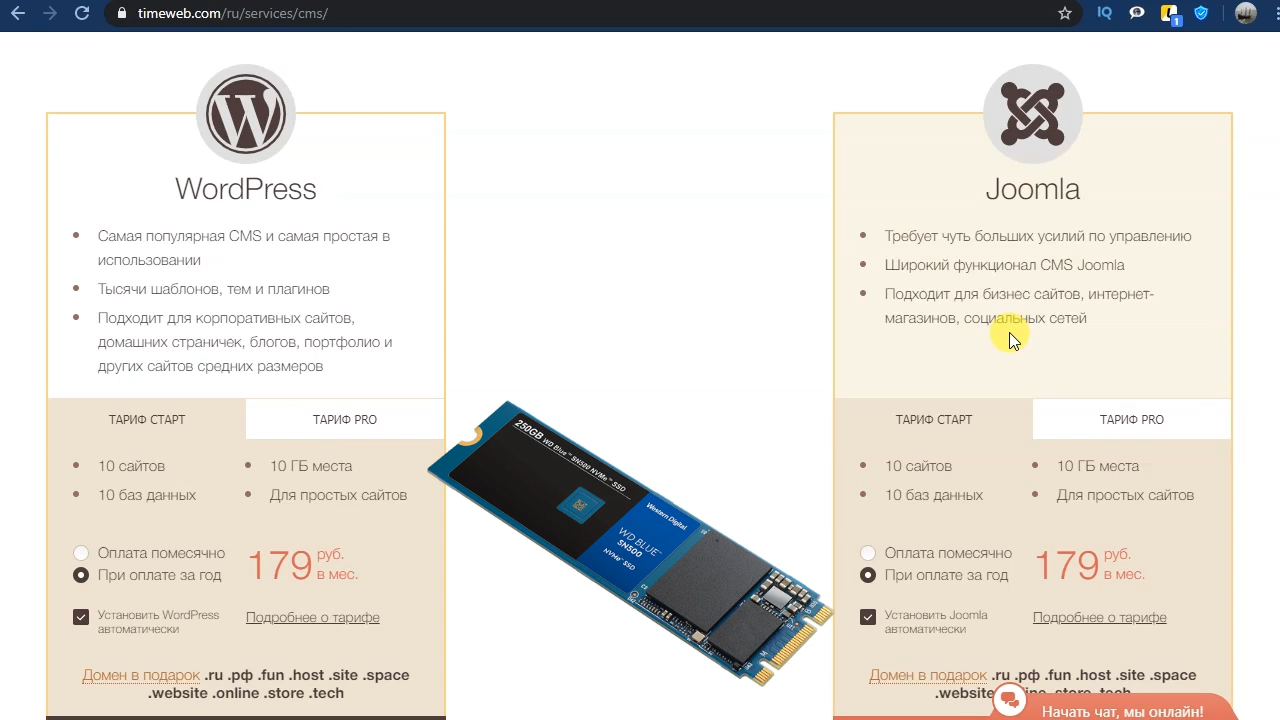 timeweb.com/ru/services/cms/
1
WordPress
Самая популярная CMS и самая простая в
использовании
Тысячи шаблонов, тем и плагинов
Подходит для корпоративных сайтов,
домашних страничек, блогов, портфолио и
других сайтов средних размеров
ТАРИФ СТАРТ
ТАРИФ PRO
10 сайтов
10 ГБ места
10 баз данных
Для простых сайтов
Оплата помесячно
При оплате за год
179 руб.
в мес.
Установить WordPress
автоматически
Подробнее о тарифе
Домен в подарок .ru .рф .fun .host .site .space
.website .online .store .tech
250GB WD Blue™ SN500 NVMe™ SSD
Western Digital
WD BLUE™
SN500
NVMe™ SSD
Joomla
Требует чуть больших усилий по управлению
Широкий функционал CMS Joomla
Подходит для бизнес сайтов, интернет-
магазинов, социальных сетей
ТАРИФ СТАРТ
ТАРИФ PRO
10 сайтов
10 ГБ места
10 баз данных
Для простых сайтов
Оплата помесячно
При оплате за год
179 руб.
в мес.
Установить Joomla
автоматически
Подробнее о тарифе
Домен в подарок .ru .рф .fun .host .site .space
.store .tech
Начать чат, мы онлайн!